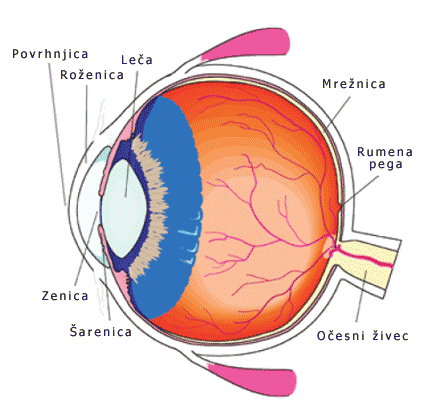 Povrhnjica
Leča
Roženica
Mrežnica
Rumena
pega
Zenica
Šarenica
Očesni živec